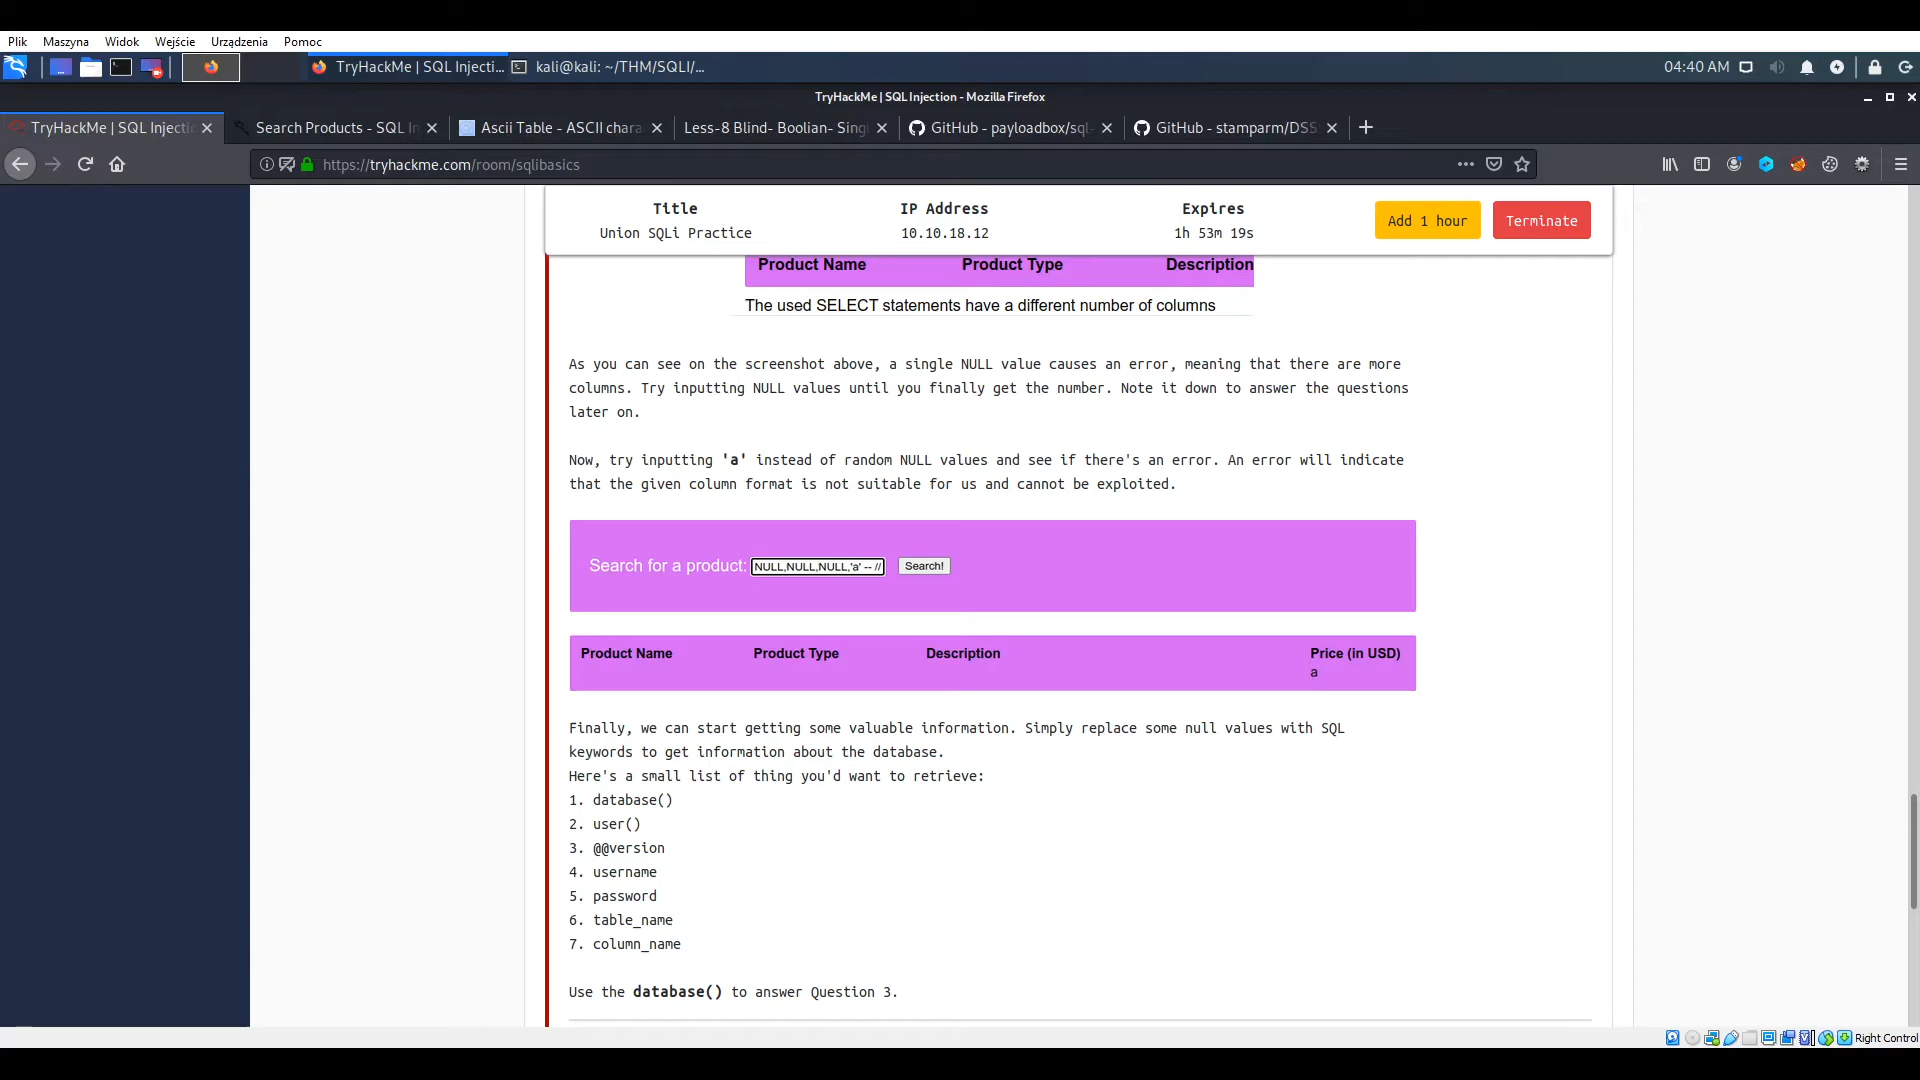 Plik Maszyna Widok Wejście Urządzenia Pomoc
TryHackMe | SQL Injecti... kali@kali: ~/THM/SQLI/... 04:40 AM
TryHackMe | SQL Injection - Mozilla Firefox
TryHackMe | SQL Injectio Search Products - SQL In Ascii Table - ASCII chara Less-8 Blind- Boolian- Sing GitHub - payloadbox/sql- GitHub - stamparm/DSS
https://tryhackme.com/room/sqlibasics
Title IP Address Expires
Union SQLi Practice 10.10.18.12 1h 53m 19s Add 1 hour Terminate
Product Name Product Type Description
The used SELECT statements have a different number of columns
As you can see on the screenshot above, a single NULL value causes an error, meaning that there are more
columns. Try inputting NULL values until you finally get the number. Note it down to answer the questions
later on.
Now, try inputting 'a' instead of random NULL values and see if there's an error. An error will indicate
that the given column format is not suitable for us and cannot be exploited.
Search for a product: NULL,NULL,NULL,'a' -- // Search!
Product Name Product Type Description Price (in USD)
a
Finally, we can start getting some valuable information. Simply replace some null values with SQL
keywords to get information about the database.
Here's a small list of thing you'd want to retrieve:
1. database()
2. user()
3. @@version
4. username
5. password
6. table_name
7. column_name
Use the database() to answer Question 3.
Right Control